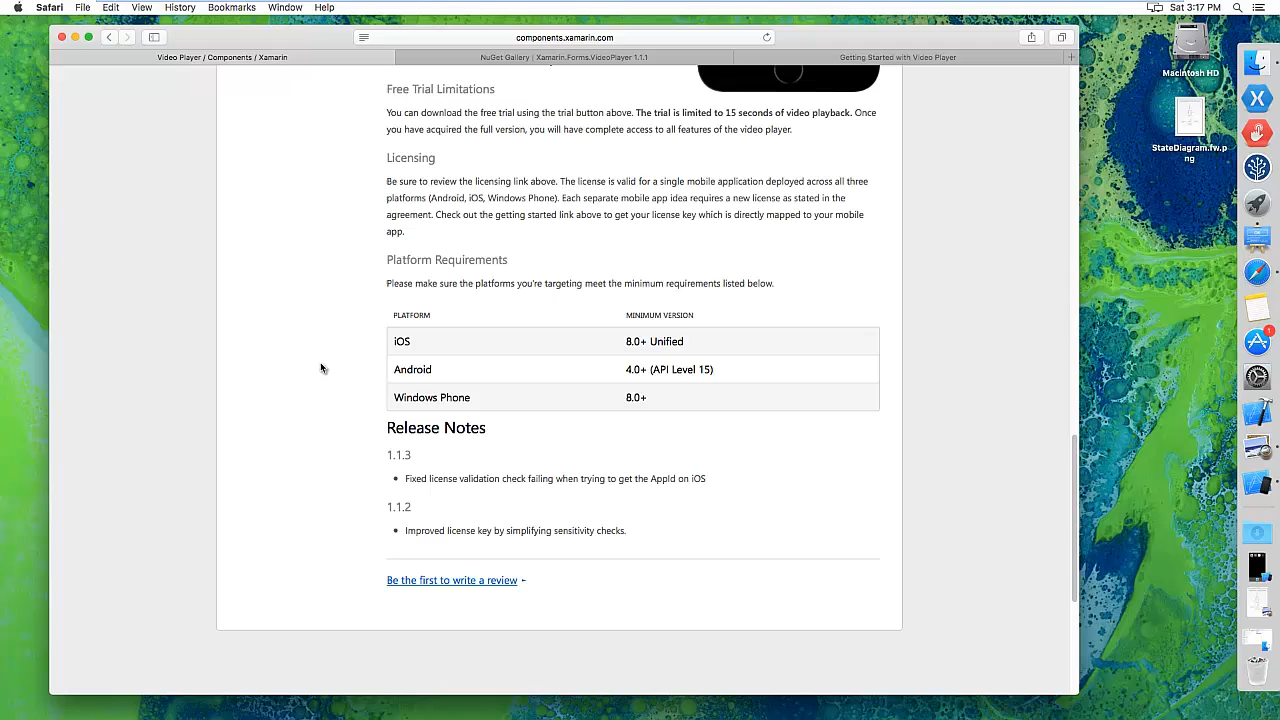 Safari File Edit View History Bookmarks Window Help
Sat 3:17 PM
components.xamarin.com
Video Player / Components / Xamarin
NuGet Gallery | Xamarin.Forms.VideoPlayer 1.1.1
Getting Started with Video Player
Macintosh HD
StateDiagram.fw.p
ng
1
Free Trial Limitations
You can download the free trial using the trial button above. The trial is limited to 15 seconds of video playback. Once
you have acquired the full version, you will have complete access to all features of the video player.
Licensing
Be sure to review the licensing link above. The license is valid for a single mobile application deployed across all three
platforms (Android, iOS, Windows Phone). Each separate mobile app idea requires a new license as stated in the
agreement. Check out the getting started link above to get your license key which is directly mapped to your mobile
app.
Platform Requirements
Please make sure the platforms you're targeting meet the minimum requirements listed below.
PLATFORM MINIMUM VERSION
iOS 8.0+ Unified
Android 4.0+ (API Level 15)
Windows Phone 8.0+
Release Notes
1.1.3
• Fixed license validation check failing when trying to get the AppId on iOS
1.1.2
• Improved license key by simplifying sensitivity checks.
Be the first to write a review